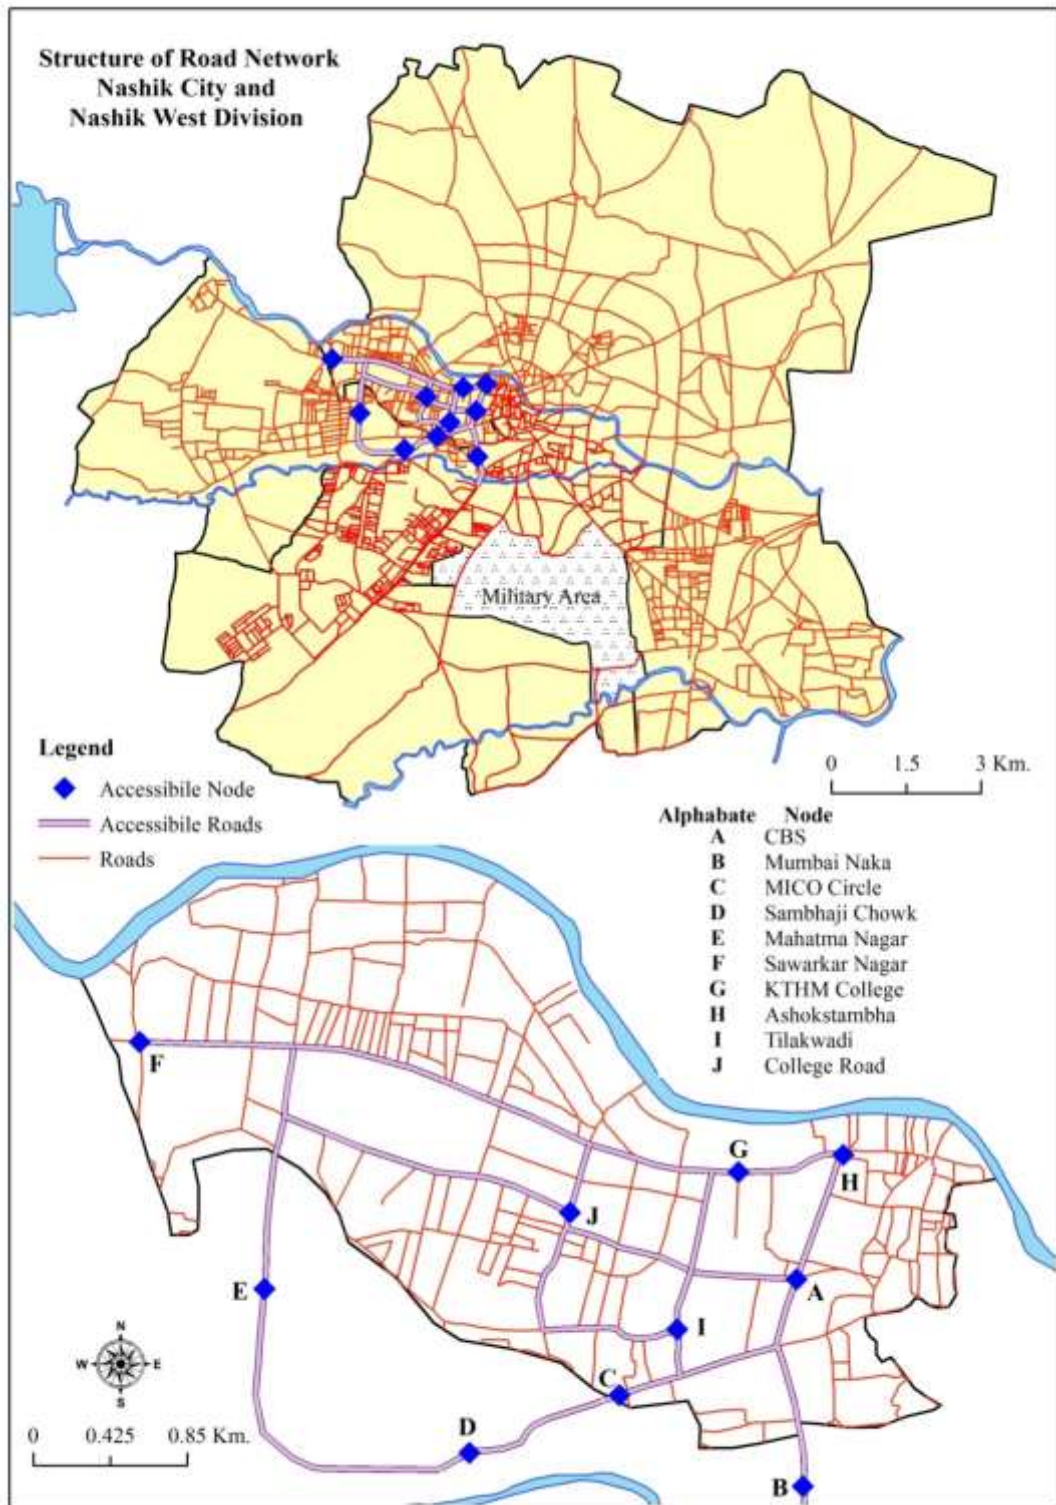 Structure of Road Network
Nashik City and
Nashik West Division
Military Area
Legend
Accessibile Node
Accessibile Roads
Roads
0 1.5 3 Km.
Alphabate Node
A CBS
B Mumbai Naka
C MICO Circle
D Sambhaji Chowk
E Mahatma Nagar
F Sawarkar Nagar
G KTHM College
H Ashokstambha
I Tilakwadi
J College Road
F
G
H
J
E
A
I
C
D
B
N
W E
S
0 0.425 0.85 Km.